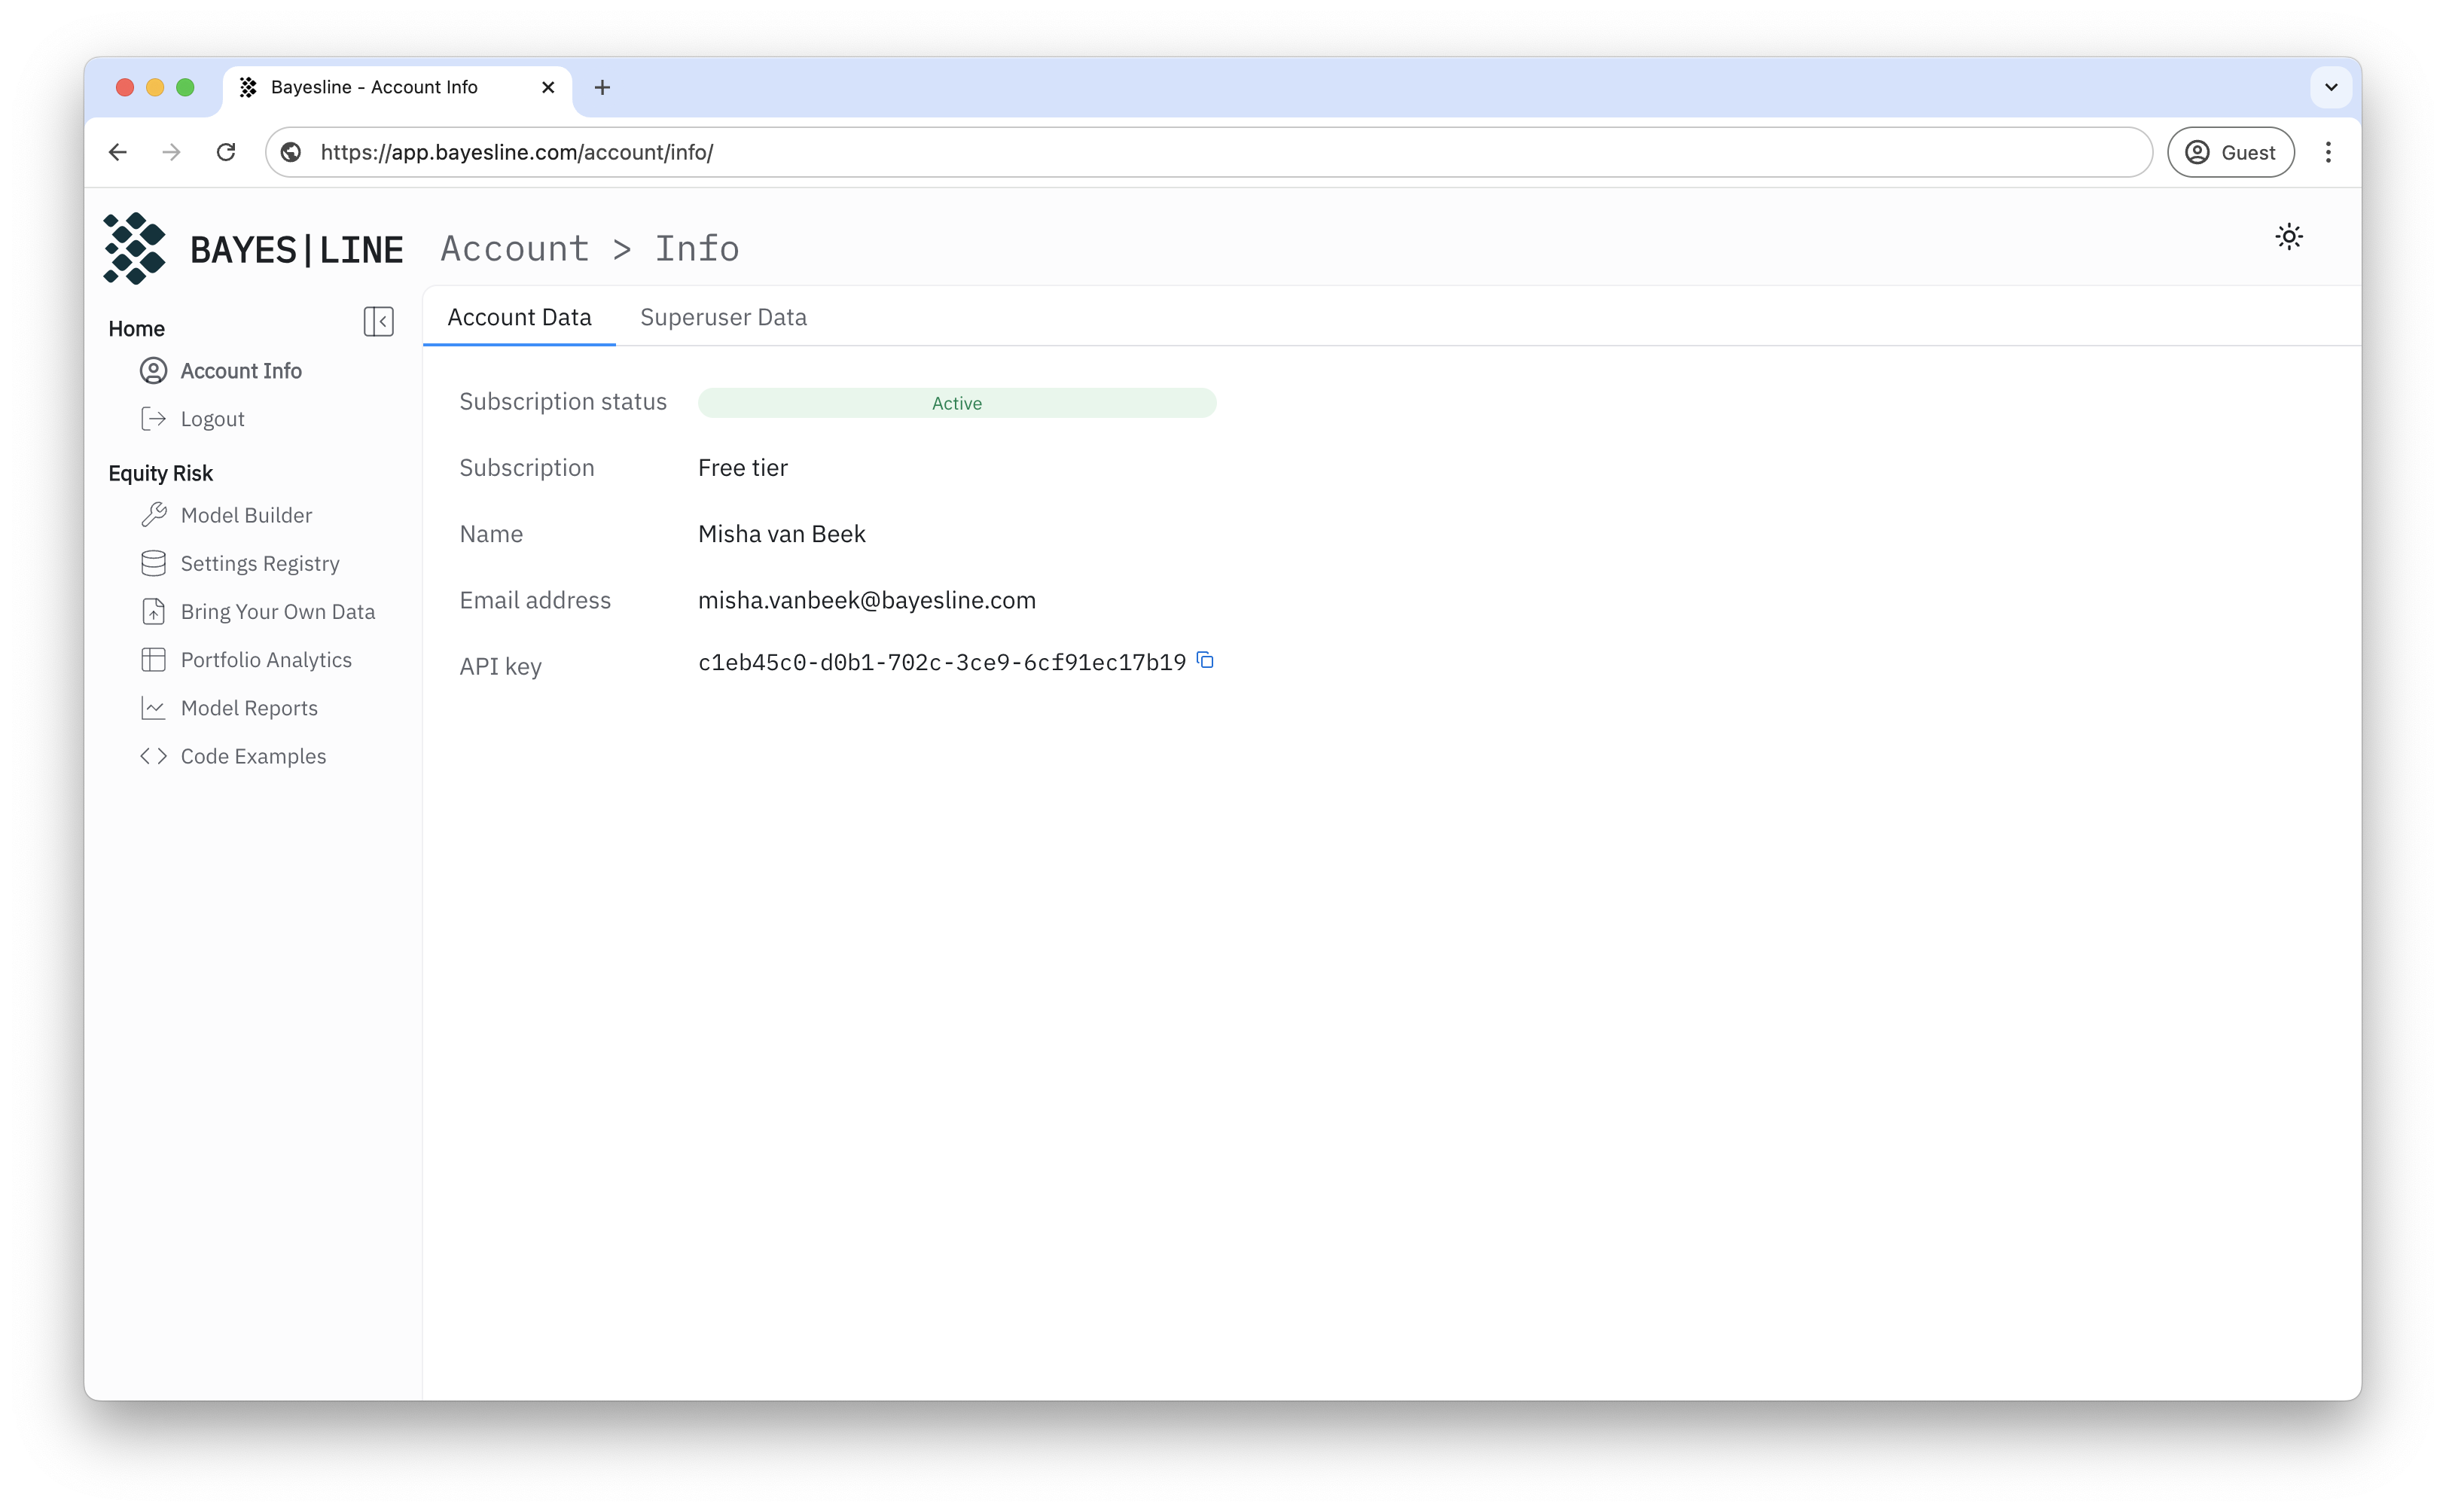 Bayesline - Account Info
https://app.bayesline.com/account/info/
Guest
BAYES|LINE
Account > Info
Home
Account Info
Logout
Equity Risk
Model Builder
Settings Registry
Bring Your Own Data
Portfolio Analytics
Model Reports
Code Examples
Account Data Superuser Data
Subscription status Active
Subscription Free tier
Name Misha van Beek
Email address misha.vanbeek@bayesline.com
API key c1eb45c0-d0b1-702c-3ce9-6cf91ec17b19